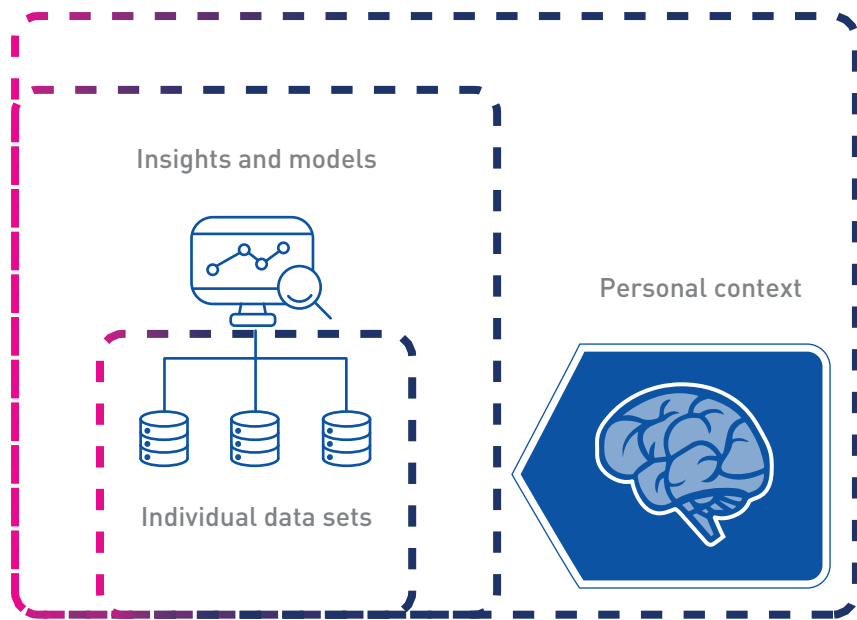 Insights and models
Personal context
Individual data sets